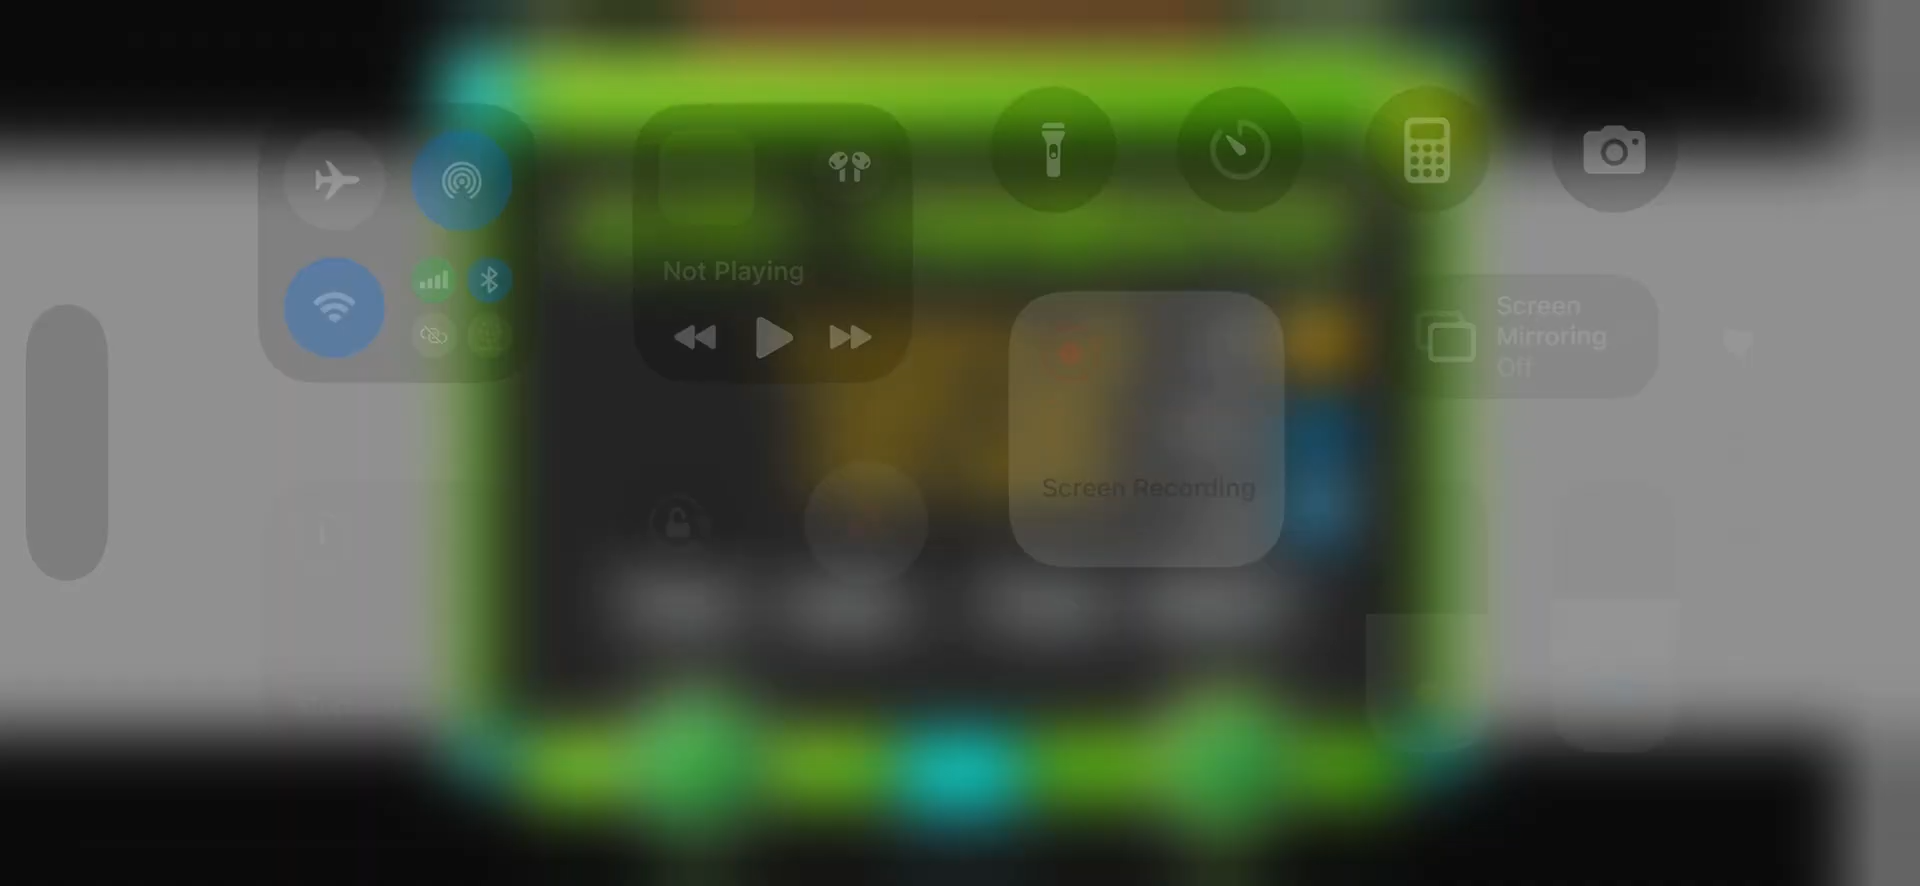 Not Playing
Screen
Mirroring
Off
Screen Recording